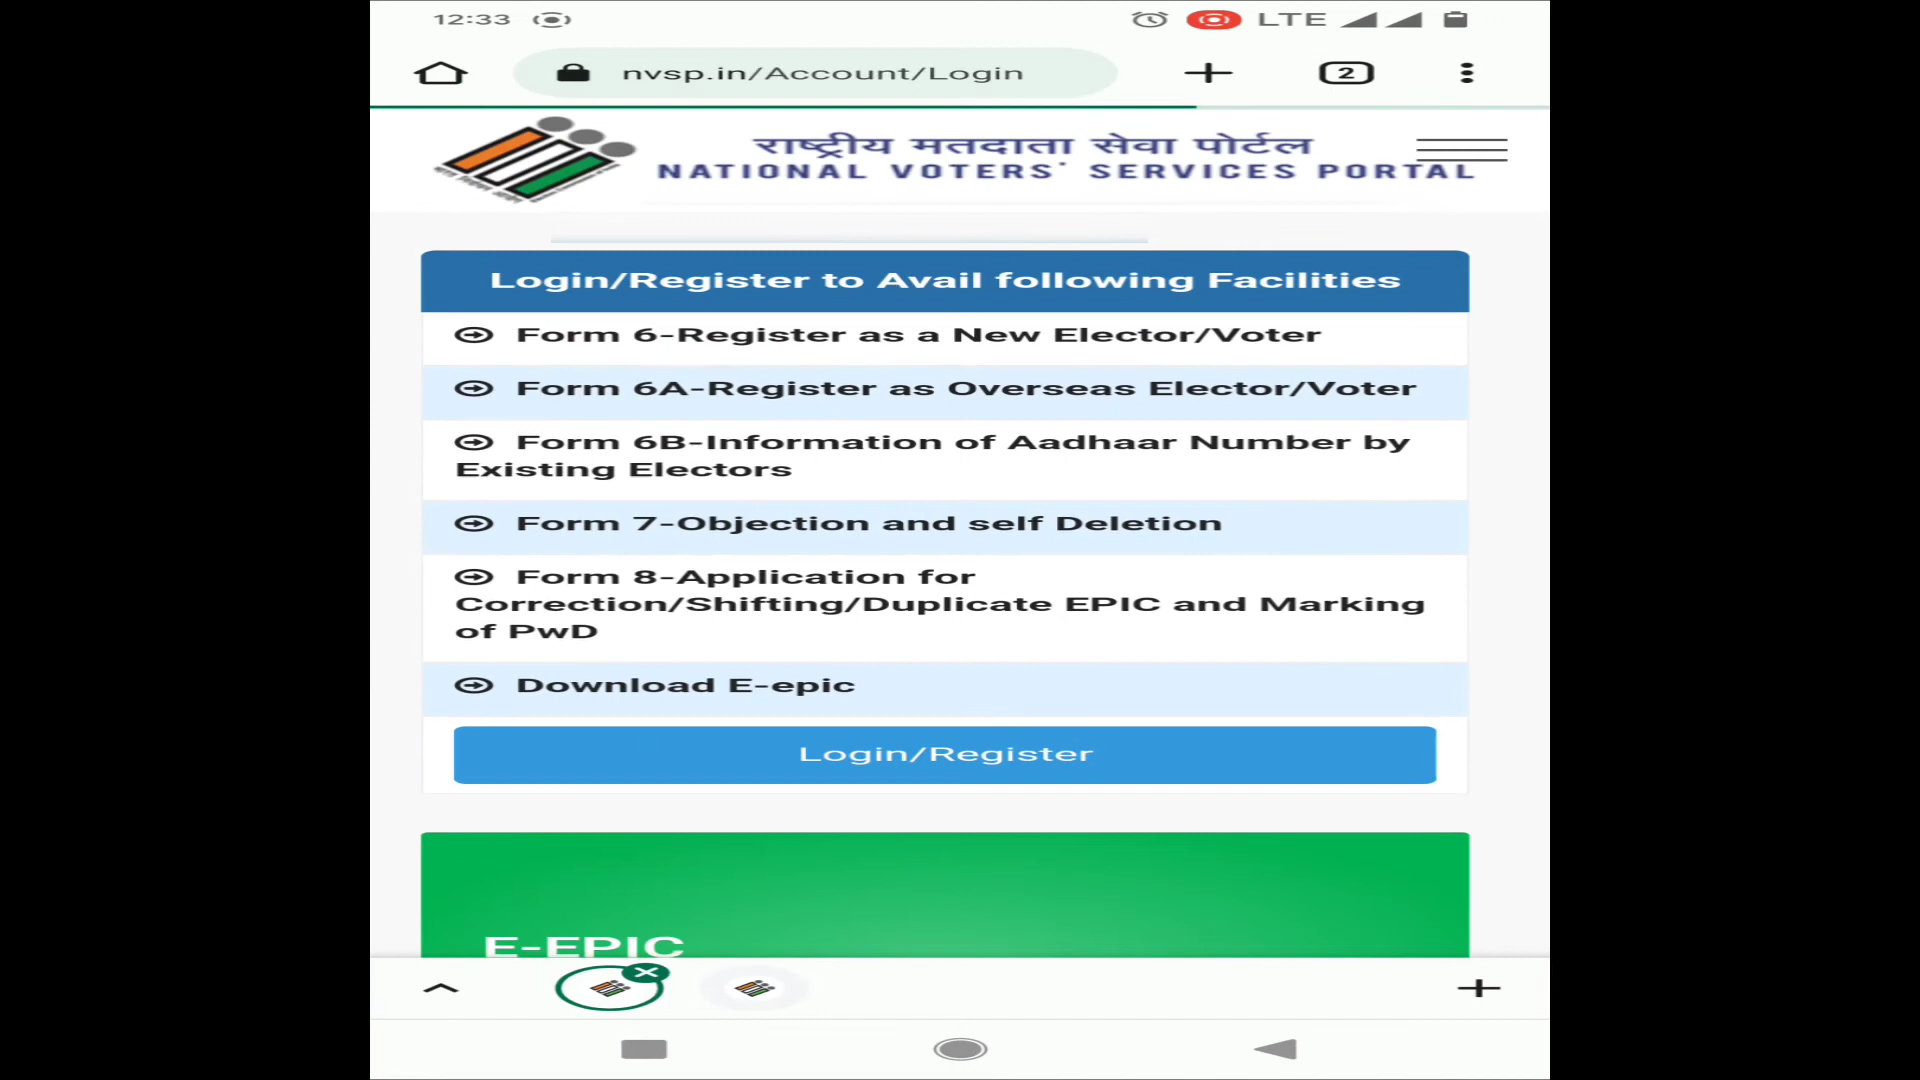 12:33
LTE
nvsp.in/Account/Login
2
राष्ट्रीय मतदाता सेवा पोर्टल
NATIONAL VOTERS' SERVICES PORTAL
Login/Register to Avail following Facilities
Form 6-Register as a New Elector/Voter
Form 6A-Register as Overseas Elector/Voter
Form 6B-Information of Aadhaar Number by
Existing Electors
Form 7-Objection and self Deletion
Form 8-Application for
Correction/Shifting/Duplicate EPIC and Marking
of PwD
Download E-epic
Login/Register
E-EPIC